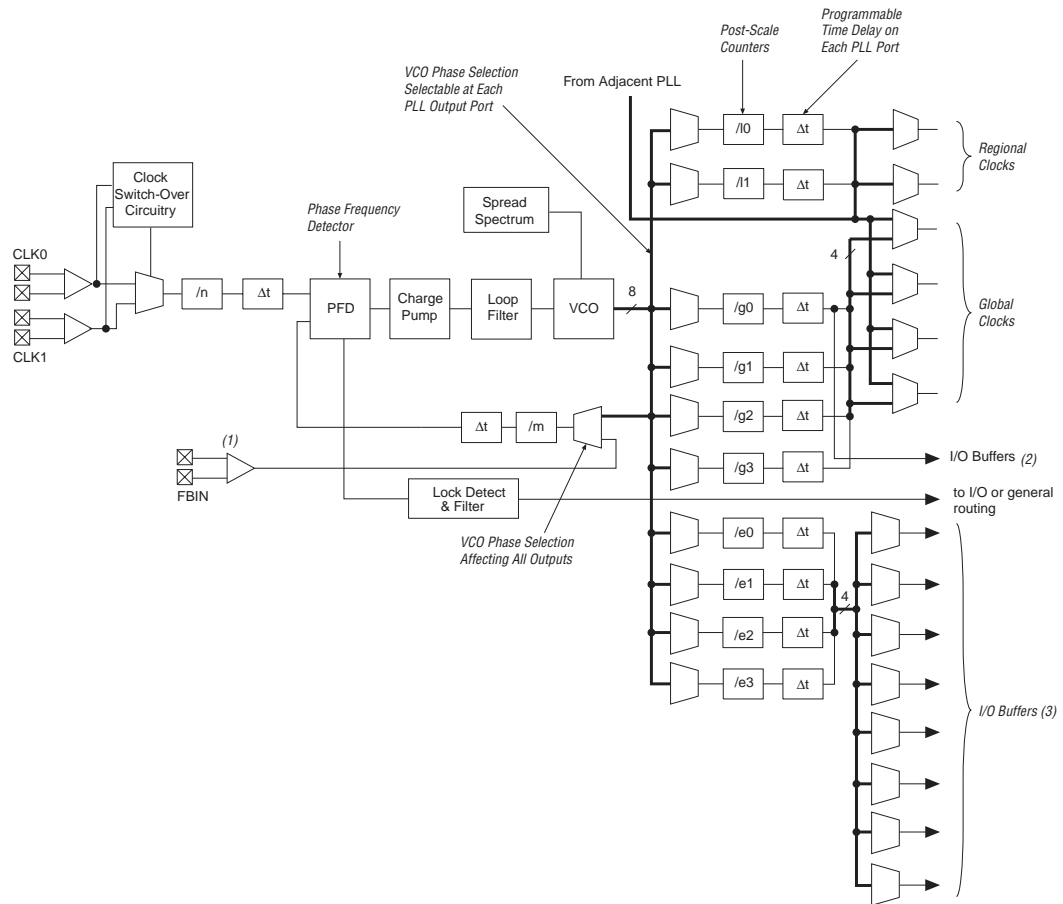 Programmable
Time Delay on
Each PLL Port
Post-Scale
Counters
VCO Phase Selection
Selectable at Each
PLL Output Port
From Adjacent PLL
/l0
Δt
Regional
Clocks
/l1
Δt
Clock
Switch-Over
Circuitry
Phase Frequency
Detector
Spread
Spectrum
CLK0
CLK1
/n
Δt
PFD
Charge
Pump
Loop
Filter
VCO
8
4
/g0
Δt
Global
Clocks
/g1
Δt
/g2
Δt
/g3
Δt
Δt
/m
(1)
FBIN
I/O Buffers (2)
Lock Detect
& Filter
to I/O or general
routing
VCO Phase Selection
Affecting All Outputs
/e0
Δt
/e1
Δt
4
/e2
Δt
/e3
Δt
I/O Buffers (3)